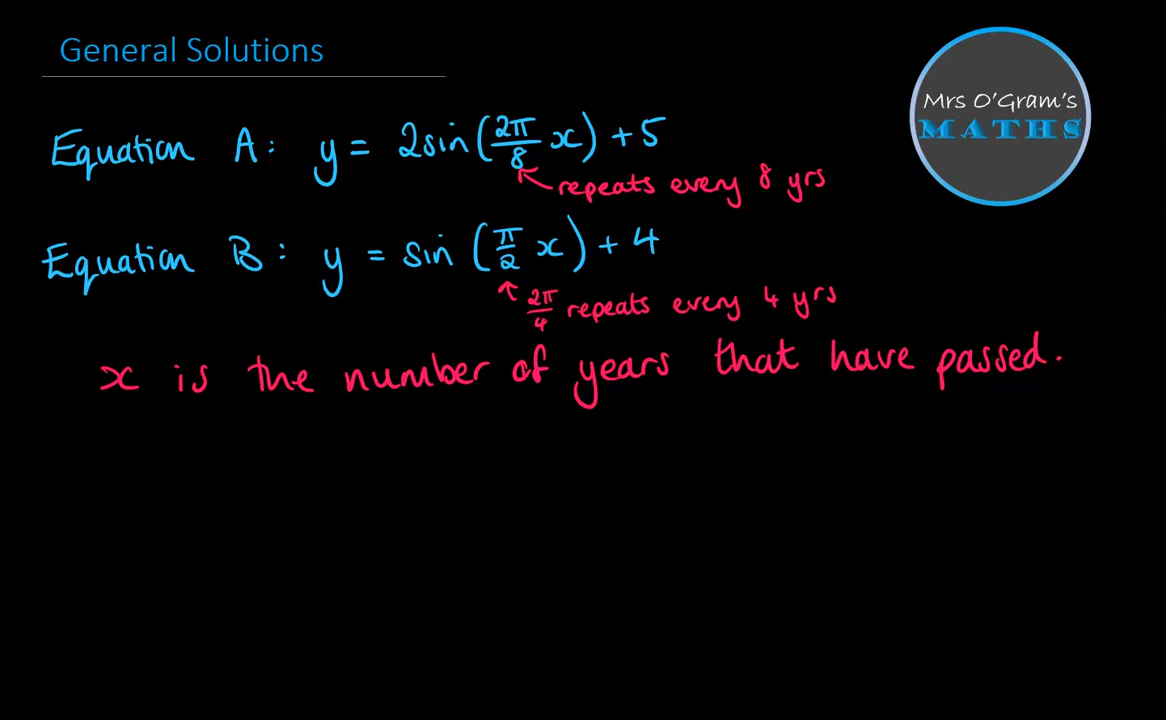 General Solutions
Mrs O'Gram's
MATHS
Equation A: y = 2sin(2π/8 x) + 5
repeats every 8 yrs
Equation B: y = sin (π/2 x) + 4
2π/4 repeats every 4 yrs
x is the number of years that have passed.